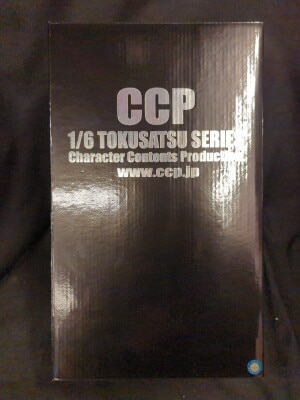 CCP
1/6 TOKUSATSU SERIES
Character Contents Production
www.ccp.jp